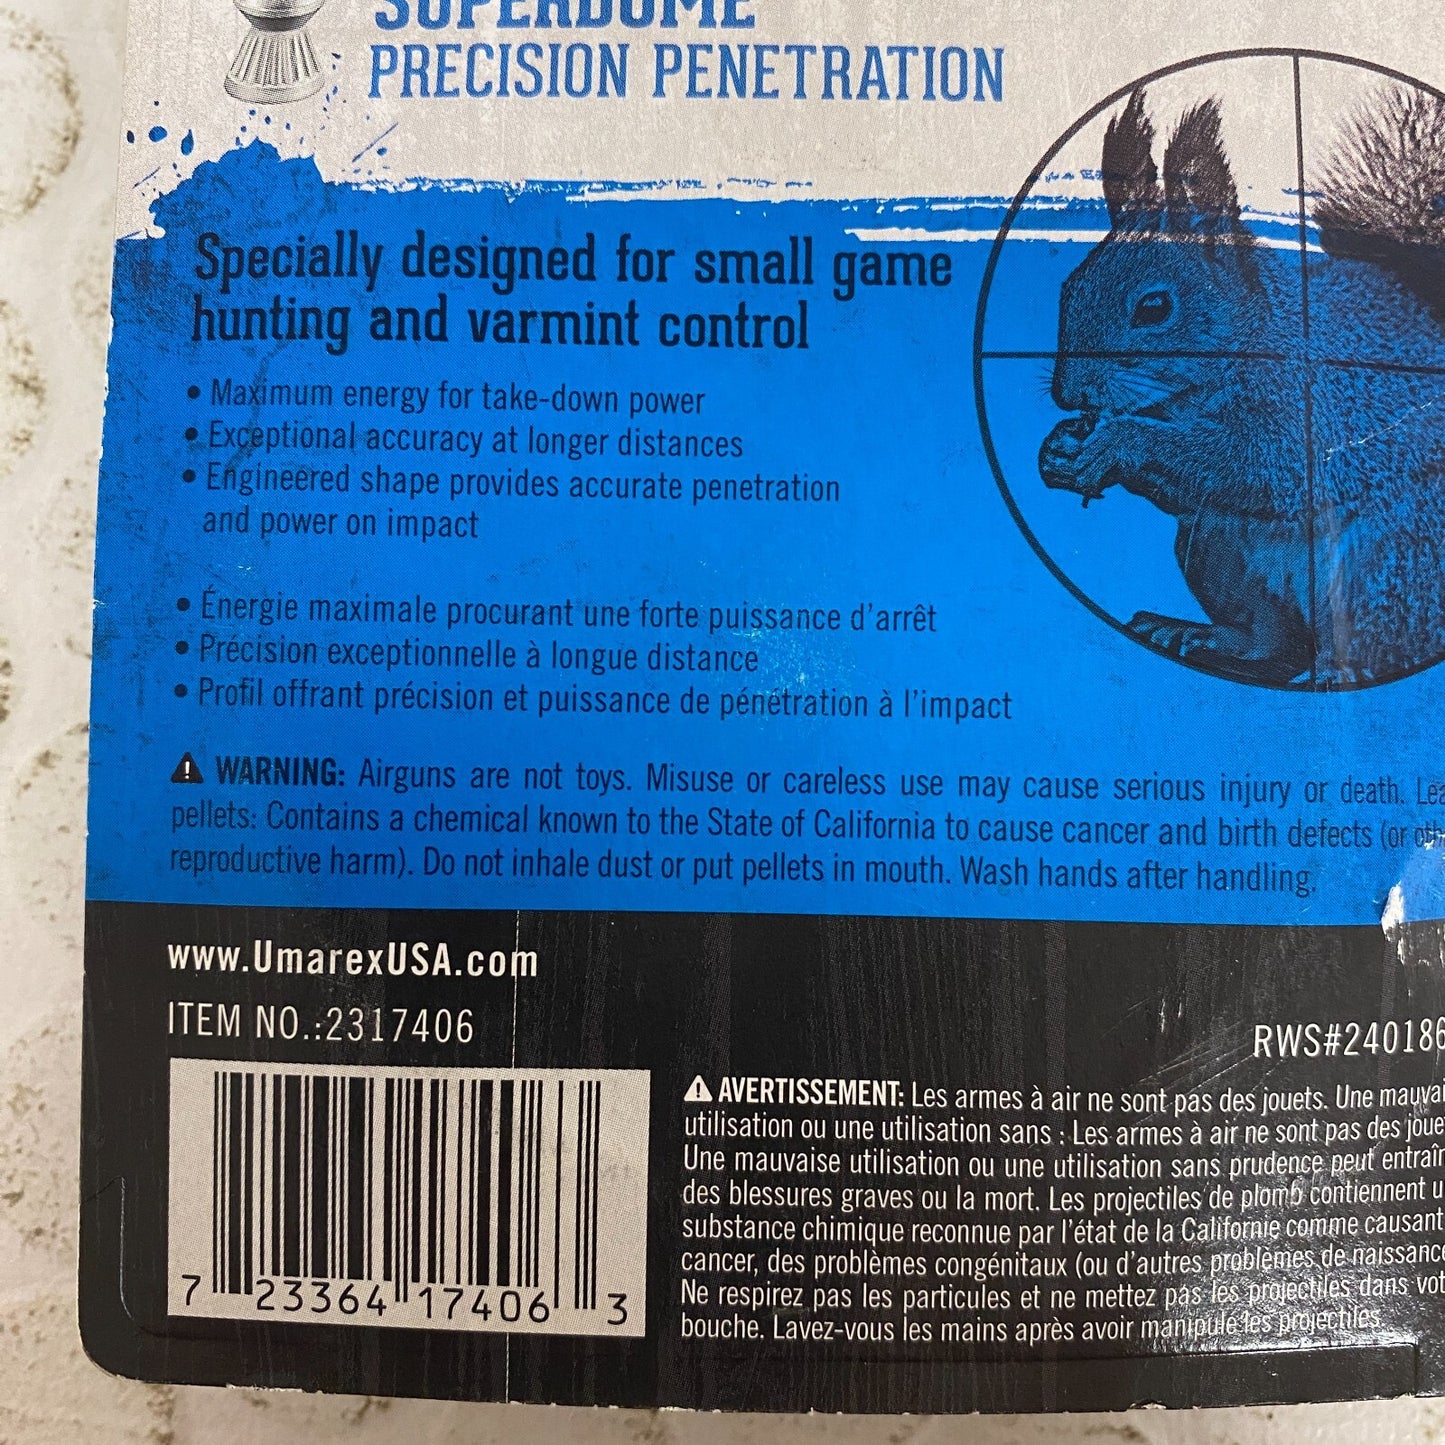 SUPERDOME
PRECISION PENETRATION
Specially designed for small game
hunting and varmint control
• Maximum energy for take-down power
• Exceptional accuracy at longer distances
• Engineered shape provides accurate penetration
and power on impact
• Énergie maximale procurant une forte puissance d'arrêt
• Précision exceptionnelle à longue distance
• Profil offrant précision et puissance de pénétration à l'impact
WARNING: Airguns are not toys. Misuse or careless use may cause serious injury or death.
pellets: Contains a chemical known to the State of California to cause cancer and birth defects (or
reproductive harm). Do not inhale dust or put pellets in mouth. Wash hands after handling.
www.UmarexUSA.com
ITEM NO.:2317406
RWS#240186
7 23364 17406 3
AVERTISSEMENT: Les armes à air ne sont pas des jouets. Une
utilisation ou une utilisation sans : Les armes à air ne sont pas des
Une mauvaise utilisation ou une utilisation sans prudence peut
des blessures graves ou la mort. Les projectiles de plomb contiennent
substance chimique reconnue par l'état de la Californie comme causant
cancer, des problèmes congénitaux (ou d'autres problèmes de
Ne respirez pas les particules et ne mettez pas les projectiles dans
bouche. Lavez-vous les mains après avoir manipulé les projectiles.